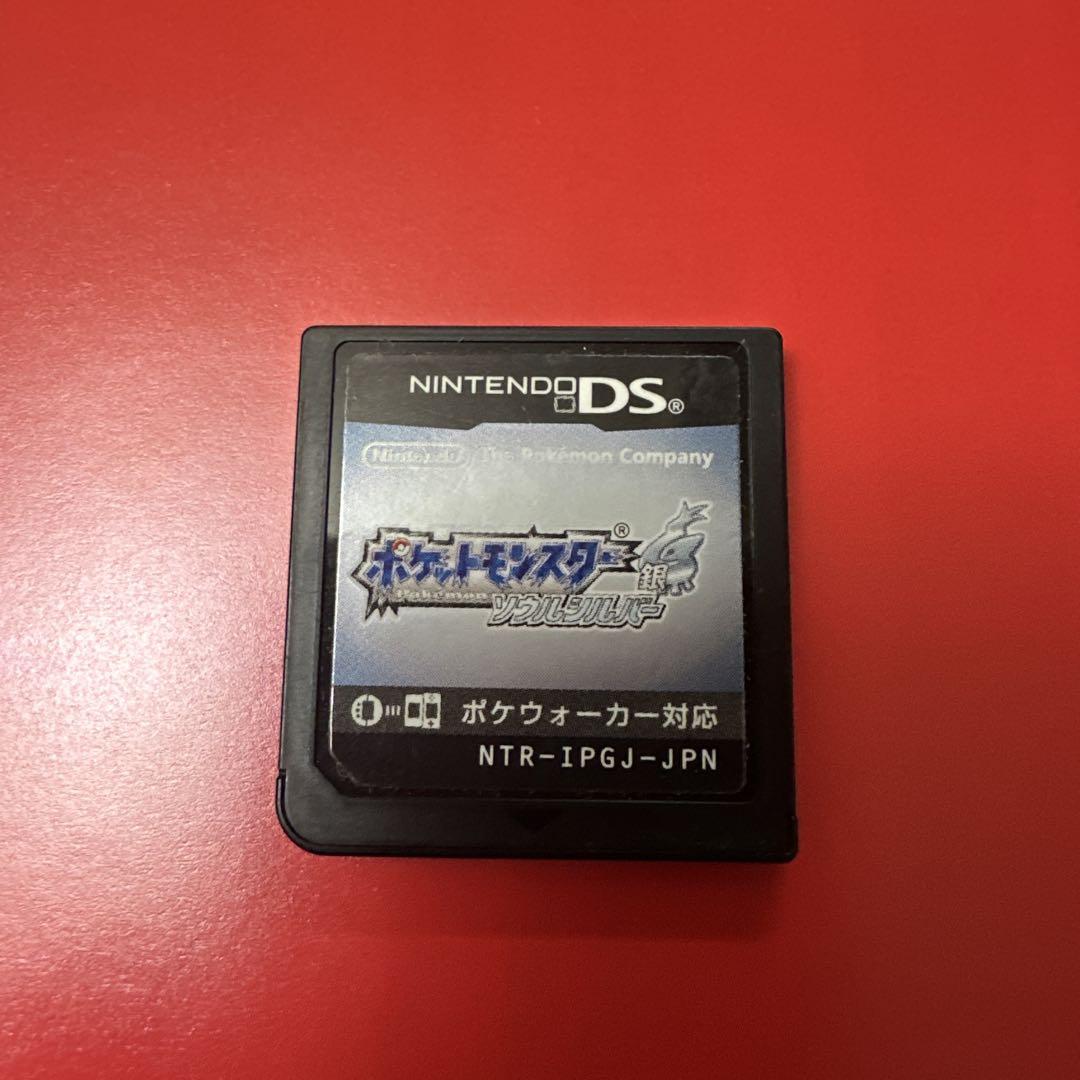 NINTENDO DS®
Nintendo / The Pokémon Company
ポケットモンスター®
Pokémon
銀
ソウルシルバー
ポケウォーカー対応
NTR-IPGJ-JPN